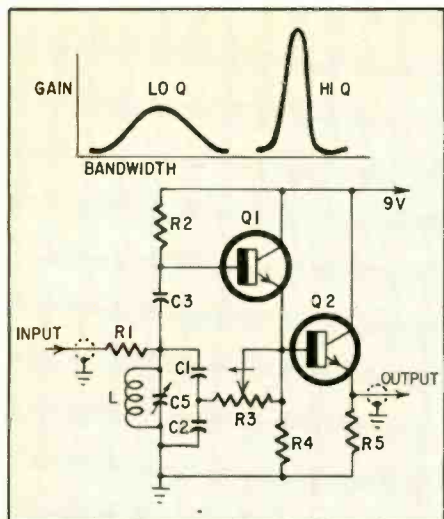 GAIN
LO Q
HI Q
BANDWIDTH
9V
R2
Q1
C3
Q2
INPUT
R1
C1
OUTPUT
L
C5
R3
C2
R4
R5